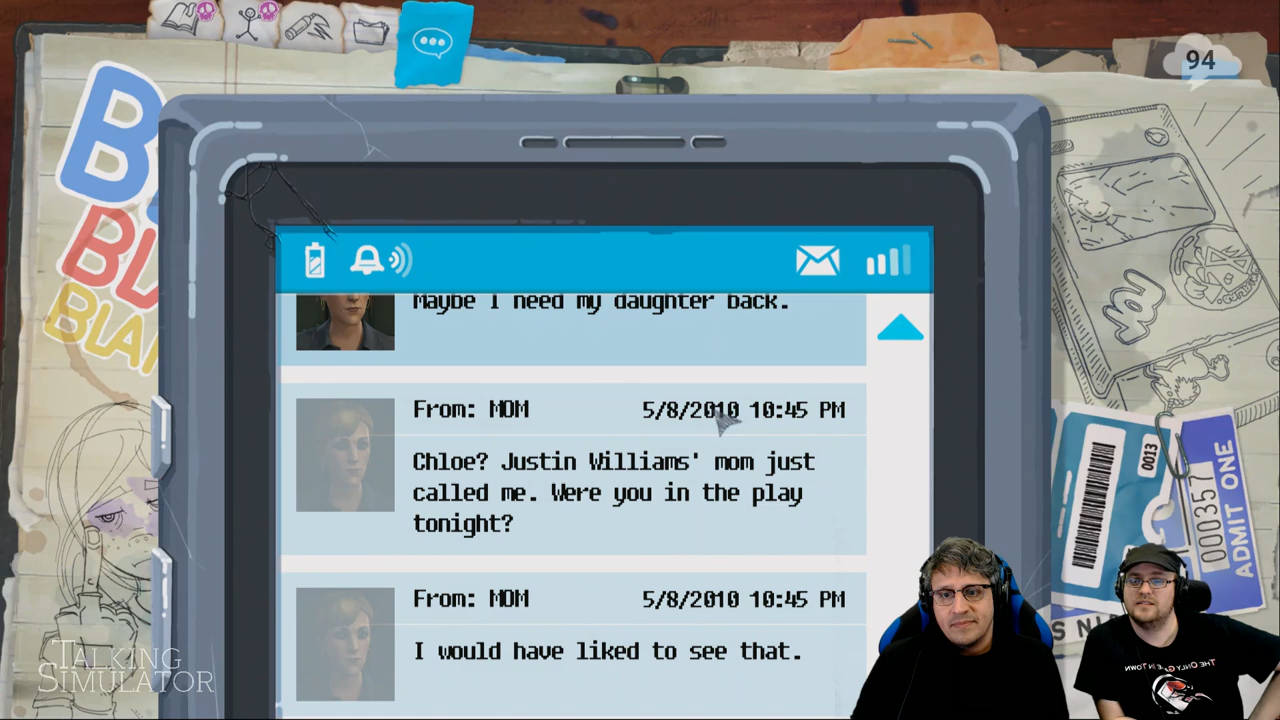 94
Maybe I need my daughter back.
From: MOM 5/8/2010 10:45 PM
Chloe? Justin Williams' mom just
called me. Were you in the play
tonight?
From: MOM 5/8/2010 10:45 PM
I would have liked to see that.
0013
000357
ADMIT ONE
TALKING
SIMULATOR